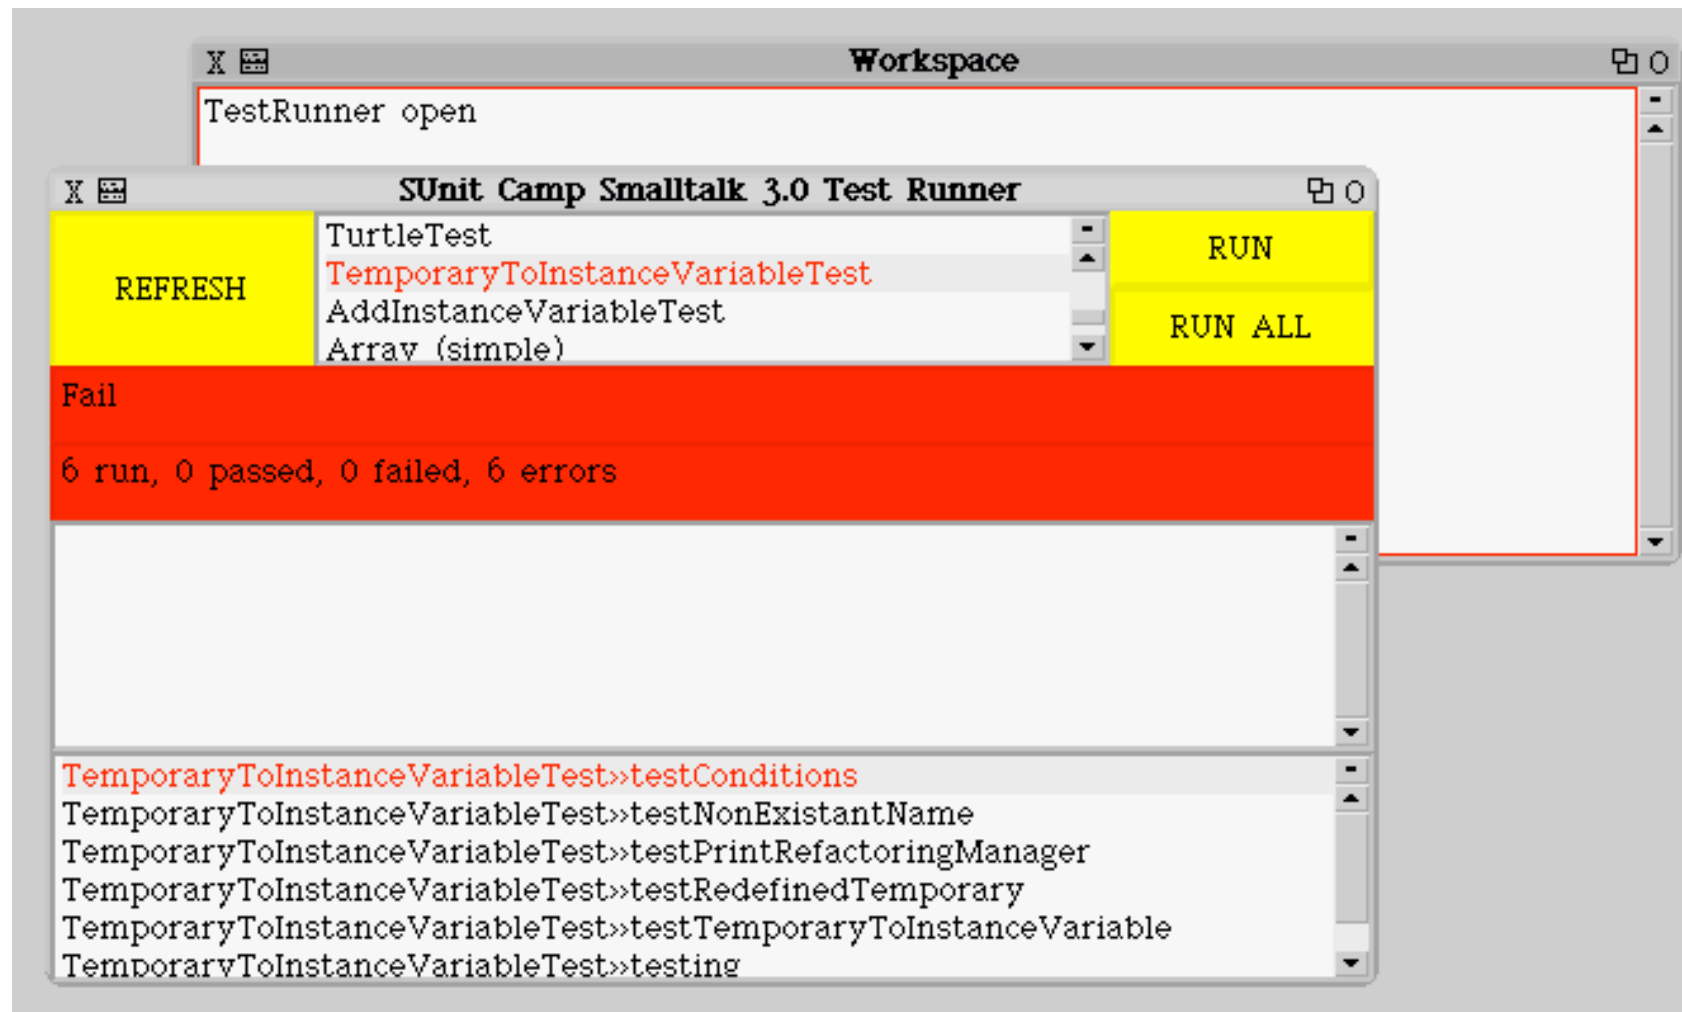 X Workspace O
TestRunner open
X SUnit Camp Smalltalk 3.0 Test Runner O
REFRESH
TurtleTest
TemporaryToInstanceVariableTest
AddInstanceVariableTest
Array (simple)
RUN
RUN ALL
Fail
6 run, 0 passed, 0 failed, 6 errors
TemporaryToInstanceVariableTest»testConditions
TemporaryToInstanceVariableTest»testNonExistantName
TemporaryToInstanceVariableTest»testPrintRefactoringManager
TemporaryToInstanceVariableTest»testRedefinedTemporary
TemporaryToInstanceVariableTest»testTemporaryToInstanceVariable
TemporaryToInstanceVariableTest»testing